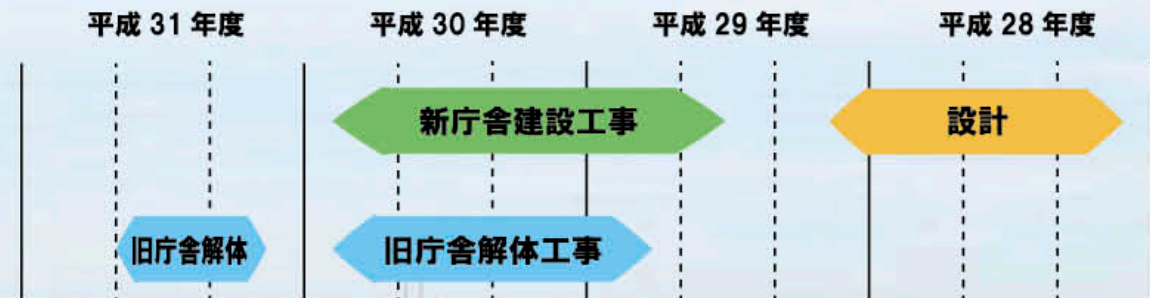 平成 31 年度
平成 30 年度
平成 29 年度
平成 28 年度
新庁舎建設工事
設計
旧庁舎解体
旧庁舎解体工事